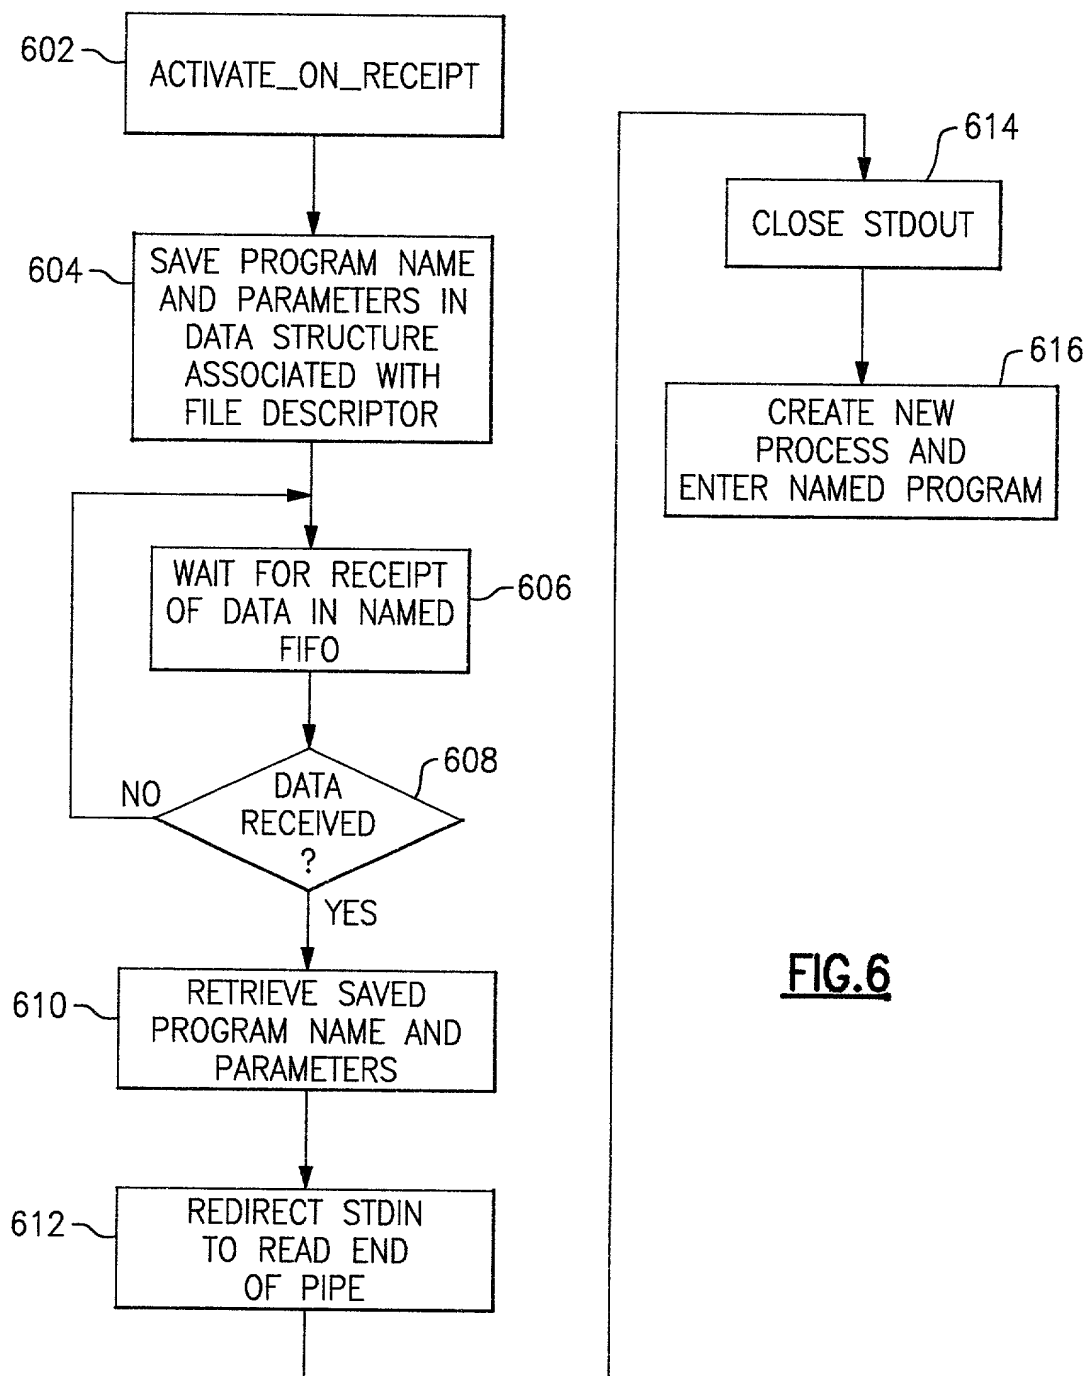 602
ACTIVATE_ON_RECEIPT
604
SAVE PROGRAM NAME
AND PARAMETERS IN
DATA STRUCTURE
ASSOCIATED WITH
FILE DESCRIPTOR
WAIT FOR RECEIPT
OF DATA IN NAMED
FIFO
606
DATA
RECEIVED
?
608
NO
YES
610
RETRIEVE SAVED
PROGRAM NAME AND
PARAMETERS
612
REDIRECT STDIN
TO READ END
OF PIPE
614
CLOSE STDOUT
616
CREATE NEW
PROCESS AND
ENTER NAMED PROGRAM
FIG.6